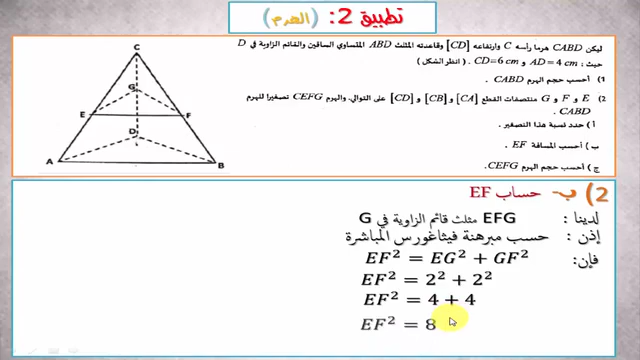 تطبيق 2: (الهرم)
ليكن CABD هرما رأسه C وارتفاعه [CD] وقاعدته المثلث ABD المتساوي الساقين والقائم الزاوية في D
حيث: AD = 4 cm و CD=6 cm . ( انظر الشكل )
1) أحسب حجم الهرم CABD .
2) E و F و G منتصفات القطع [CA] و [CB] و [CD] على التوالي. والهرم CEFG تصغيرا للهرم
CABD.
أ) حدد نسبة هذا التصغير.
ب) أحسب المسافة EF.
ج) أحسب حجم الهرم CEFG.
C
G
E
F
D
A
B
2) ب- حساب EF
لدينا : EFG مثلث قائم الزاوية في G
إذن : حسب مبرهنة فيثاغورس المباشرة
فإن: EF² = EG² + GF²
EF² = 2² + 2²
EF² = 4 + 4
EF² = 8